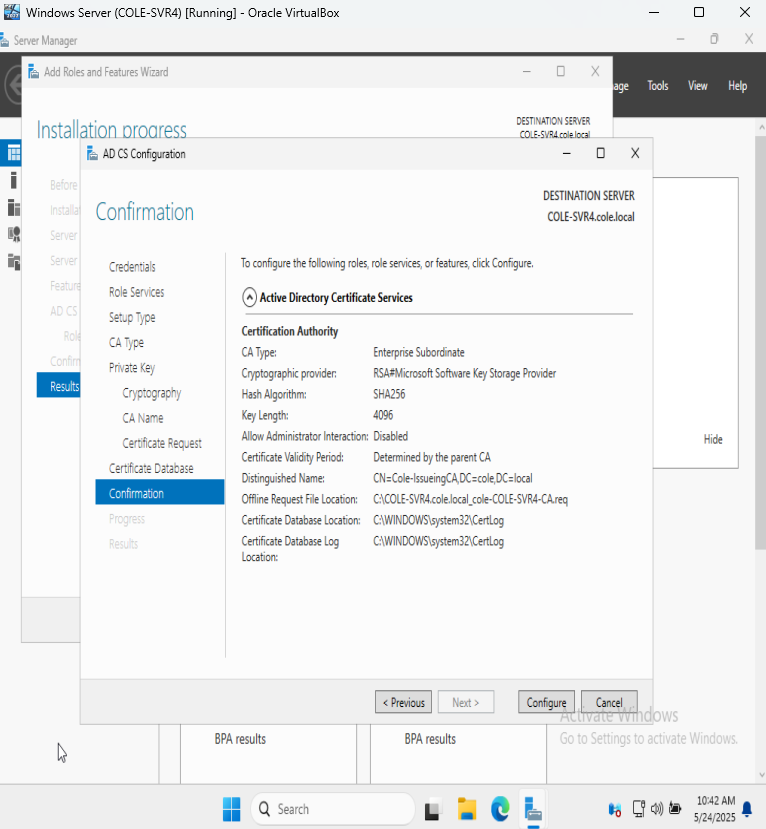 Windows Server (COLE-SVR4) [Running] - Oracle VirtualBox
Server Manager
Add Roles and Features Wizard
age Tools View Help
Installation progress
DESTINATION SERVER
COLE-SVR4.cole.local
AD CS Configuration
Before
Installa
Server
Server
Feature
AD CS
Role
Confirm
Results
Confirmation
DESTINATION SERVER
COLE-SVR4.cole.local
Credentials
Role Services
Setup Type
CA Type
Private Key
Cryptography
CA Name
Certificate Request
Certificate Database
Confirmation
Progress
Results
To configure the following roles, role services, or features, click Configure.
Active Directory Certificate Services
Certification Authority
CA Type: Enterprise Subordinate
Cryptographic provider: RSA#Microsoft Software Key Storage Provider
Hash Algorithm: SHA256
Key Length: 4096
Allow Administrator Interaction: Disabled
Certificate Validity Period: Determined by the parent CA
Distinguished Name: CN=Cole-IssueingCA,DC=cole,DC=local
Offline Request File Location: C:\COLE-SVR4.cole.local_cole-COLE-SVR4-CA.req
Certificate Database Location: C:\WINDOWS\system32\CertLog
Certificate Database Log C:\WINDOWS\system32\CertLog
Location:
Hide
< Previous Next > Configure Cancel
Activate Windows
Go to Settings to activate Windows.
BPA results BPA results
Search
10:42 AM
5/24/2025